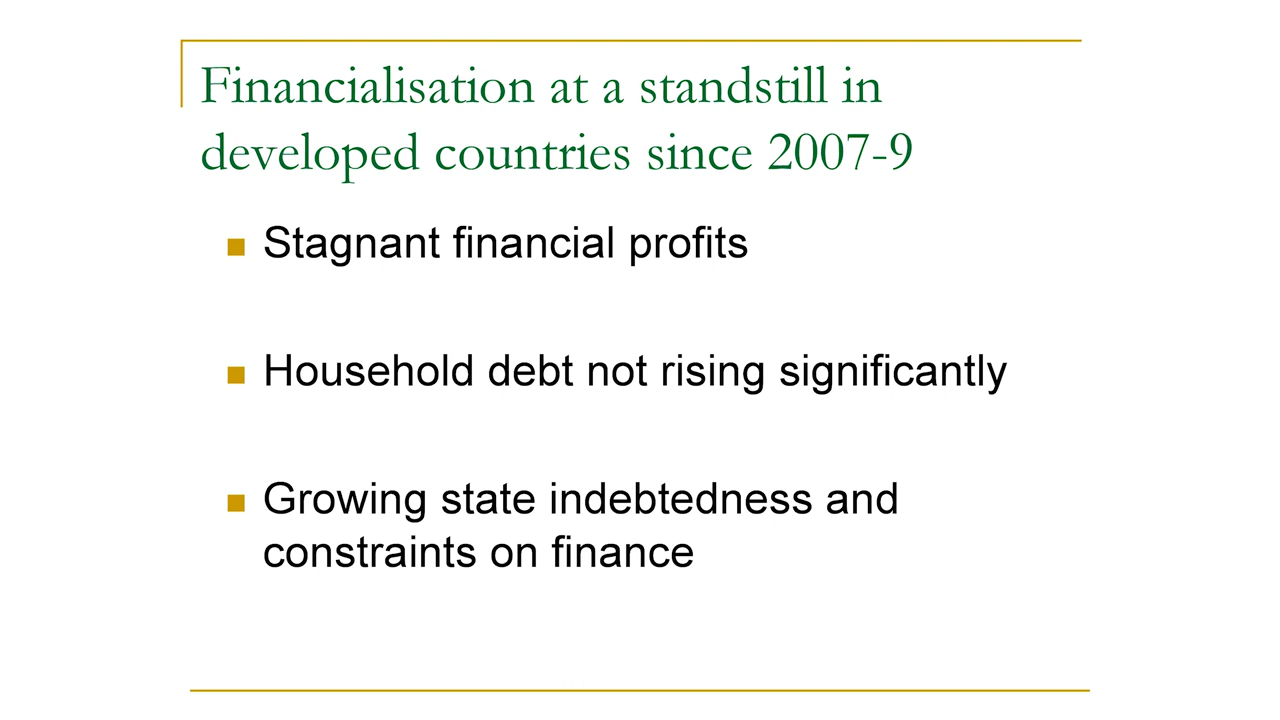 Financialisation at a standstill in
developed countries since 2007-9
Stagnant financial profits
Household debt not rising significantly
Growing state indebtedness and
constraints on finance